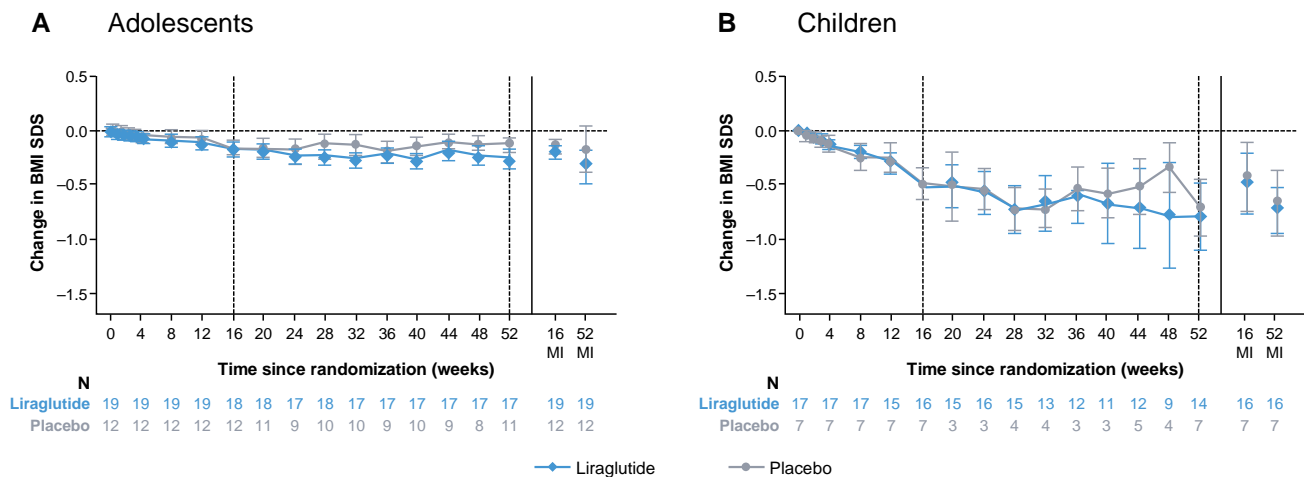 A Adolescents
0.5
0.0
–0.5
–1.0
–1.5
Change in BMI SDS
0 4 8 12 16 20 24 28 32 36 40 44 48 52 16 52
MI MI
Time since randomization (weeks)
N
Liraglutide 19 19 19 19 18 18 17 18 17 17 17 17 17 17 19 19
Placebo 12 12 12 12 12 11 9 10 10 9 10 9 8 11 12 12
B Children
0.5
0.0
–0.5
–1.0
–1.5
Change in BMI SDS
0 4 8 12 16 20 24 28 32 36 40 44 48 52 16 52
MI MI
Time since randomization (weeks)
N
Liraglutide 17 17 17 15 16 15 16 15 13 12 11 12 9 14 16 16
Placebo 7 7 7 7 7 3 3 4 4 3 3 5 4 7 7 7
Liraglutide Placebo